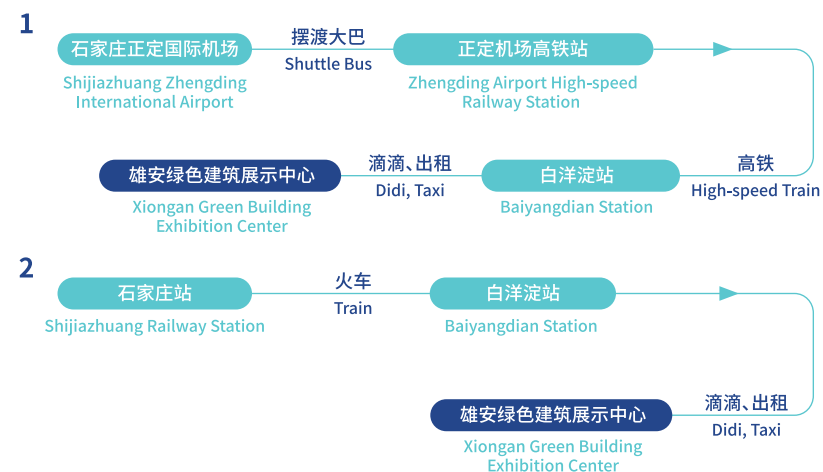 1
石家庄正定国际机场
Shijiazhuang Zhengding
International Airport
摆渡大巴
Shuttle Bus
正定机场高铁站
Zhengding Airport High-speed
Railway Station
高铁
High-speed Train
白洋淀站
Baiyangdian Station
滴滴、出租
Didi, Taxi
雄安绿色建筑展示中心
Xiongan Green Building
Exhibition Center
2
石家庄站
Shijiazhuang Railway Station
火车
Train
白洋淀站
Baiyangdian Station
滴滴、出租
Didi, Taxi
雄安绿色建筑展示中心
Xiongan Green Building
Exhibition Center